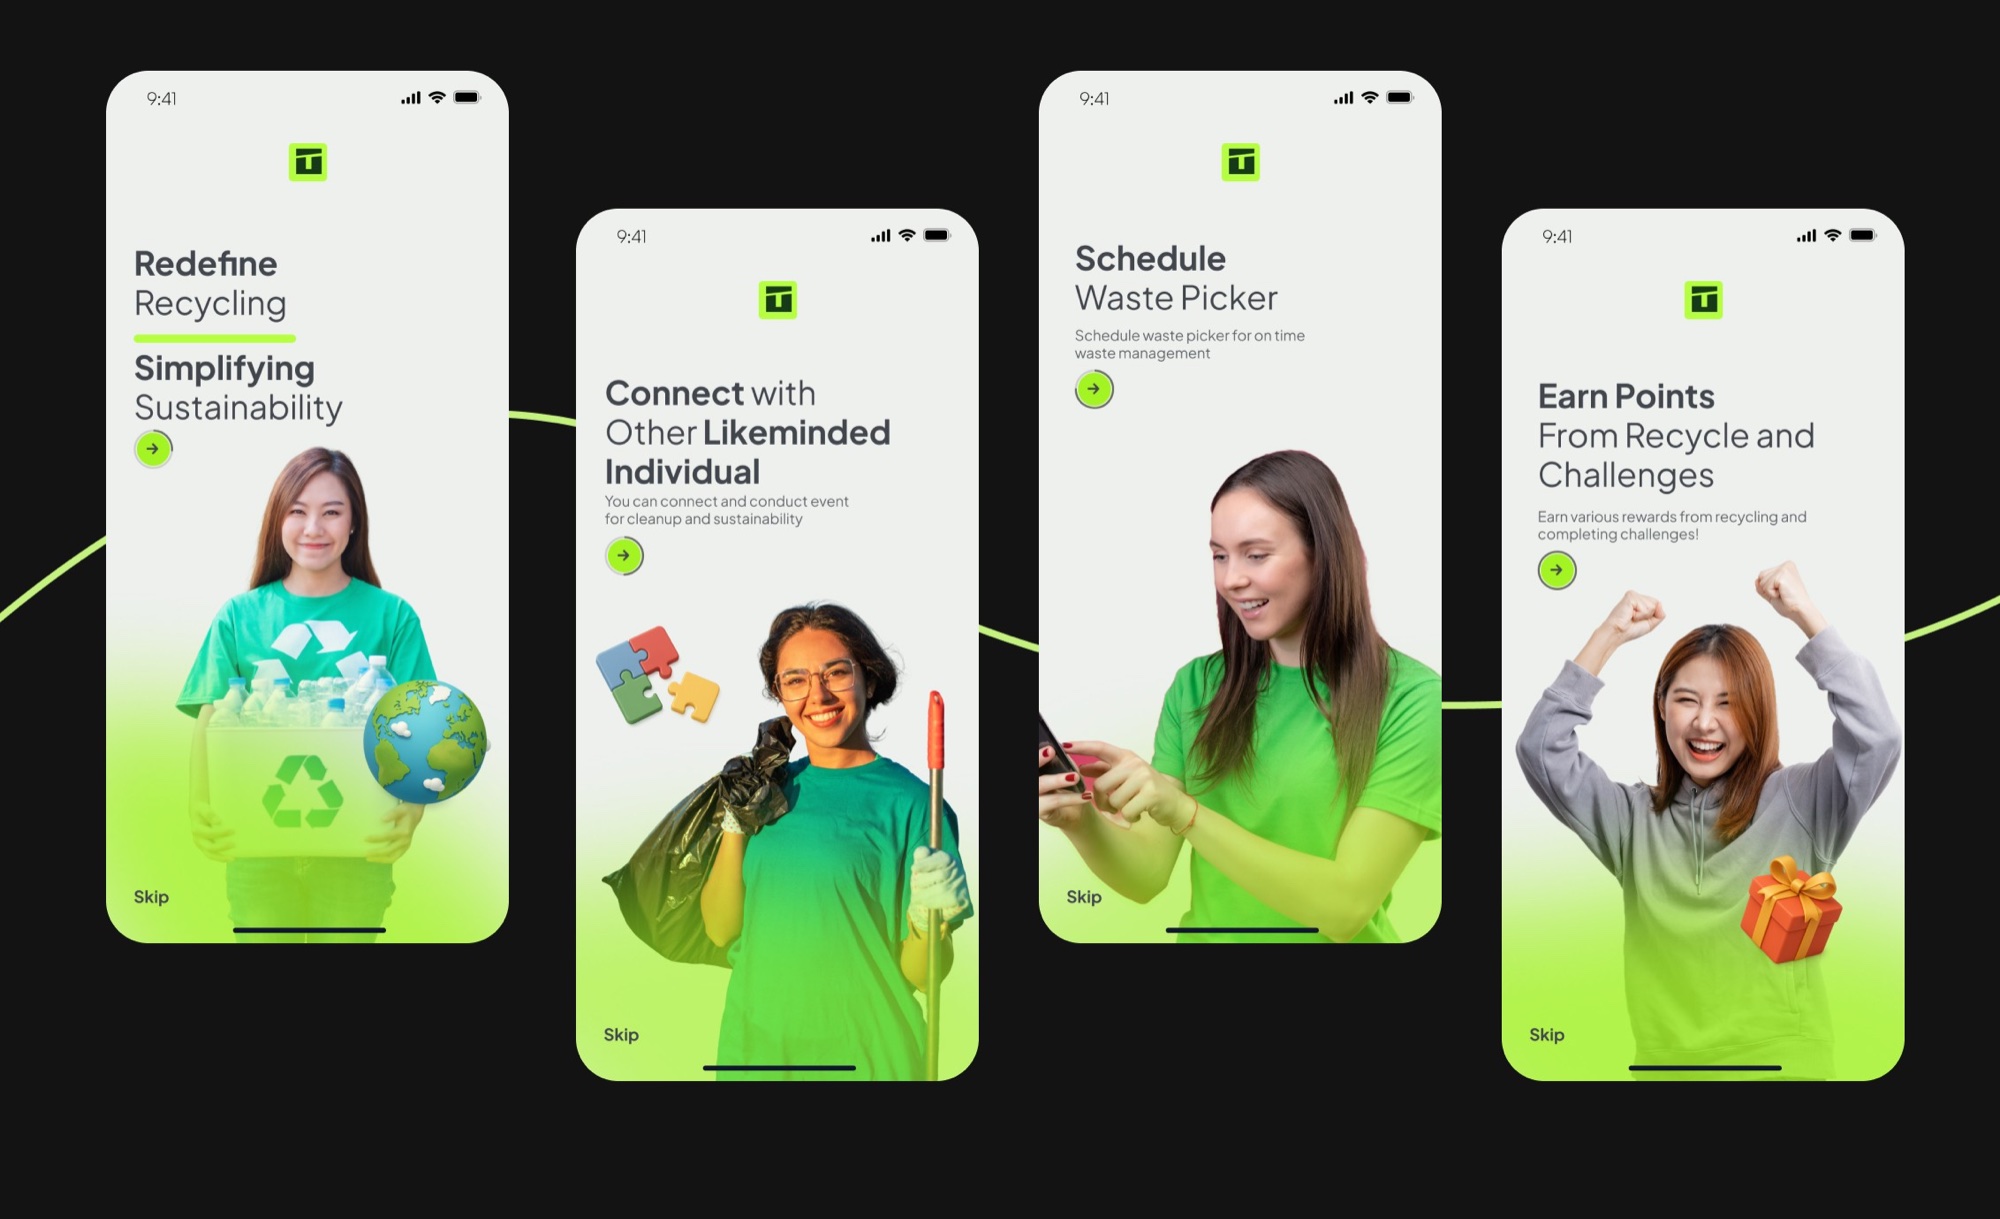 9:41
Redefine
Recycling
Simplifying
Sustainability
Skip
9:41
Connect with
Other Likeminded
Individual
You can connect and conduct event
for cleanup and sustainability
Skip
9:41
Schedule
Waste Picker
Schedule waste picker for on time
waste management
Skip
9:41
Earn Points
From Recycle and
Challenges
Earn various rewards from recycling and
completing challenges!
Skip